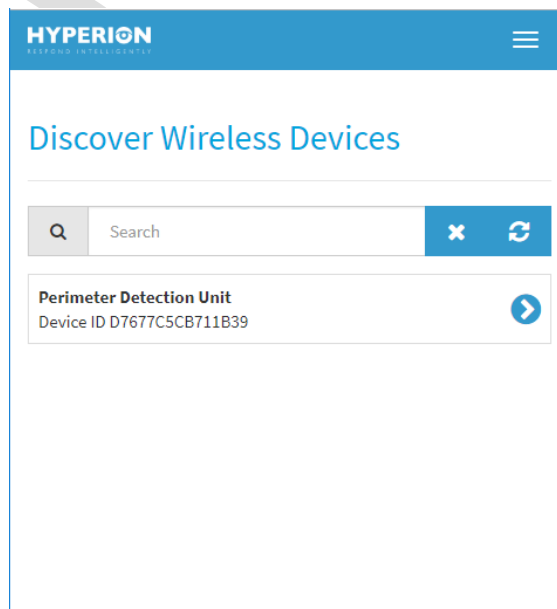 HYPERION
RESPOND INTELLIGENTLY
Discover Wireless Devices
Search
Perimeter Detection Unit
Device ID D7677C5CB711B39